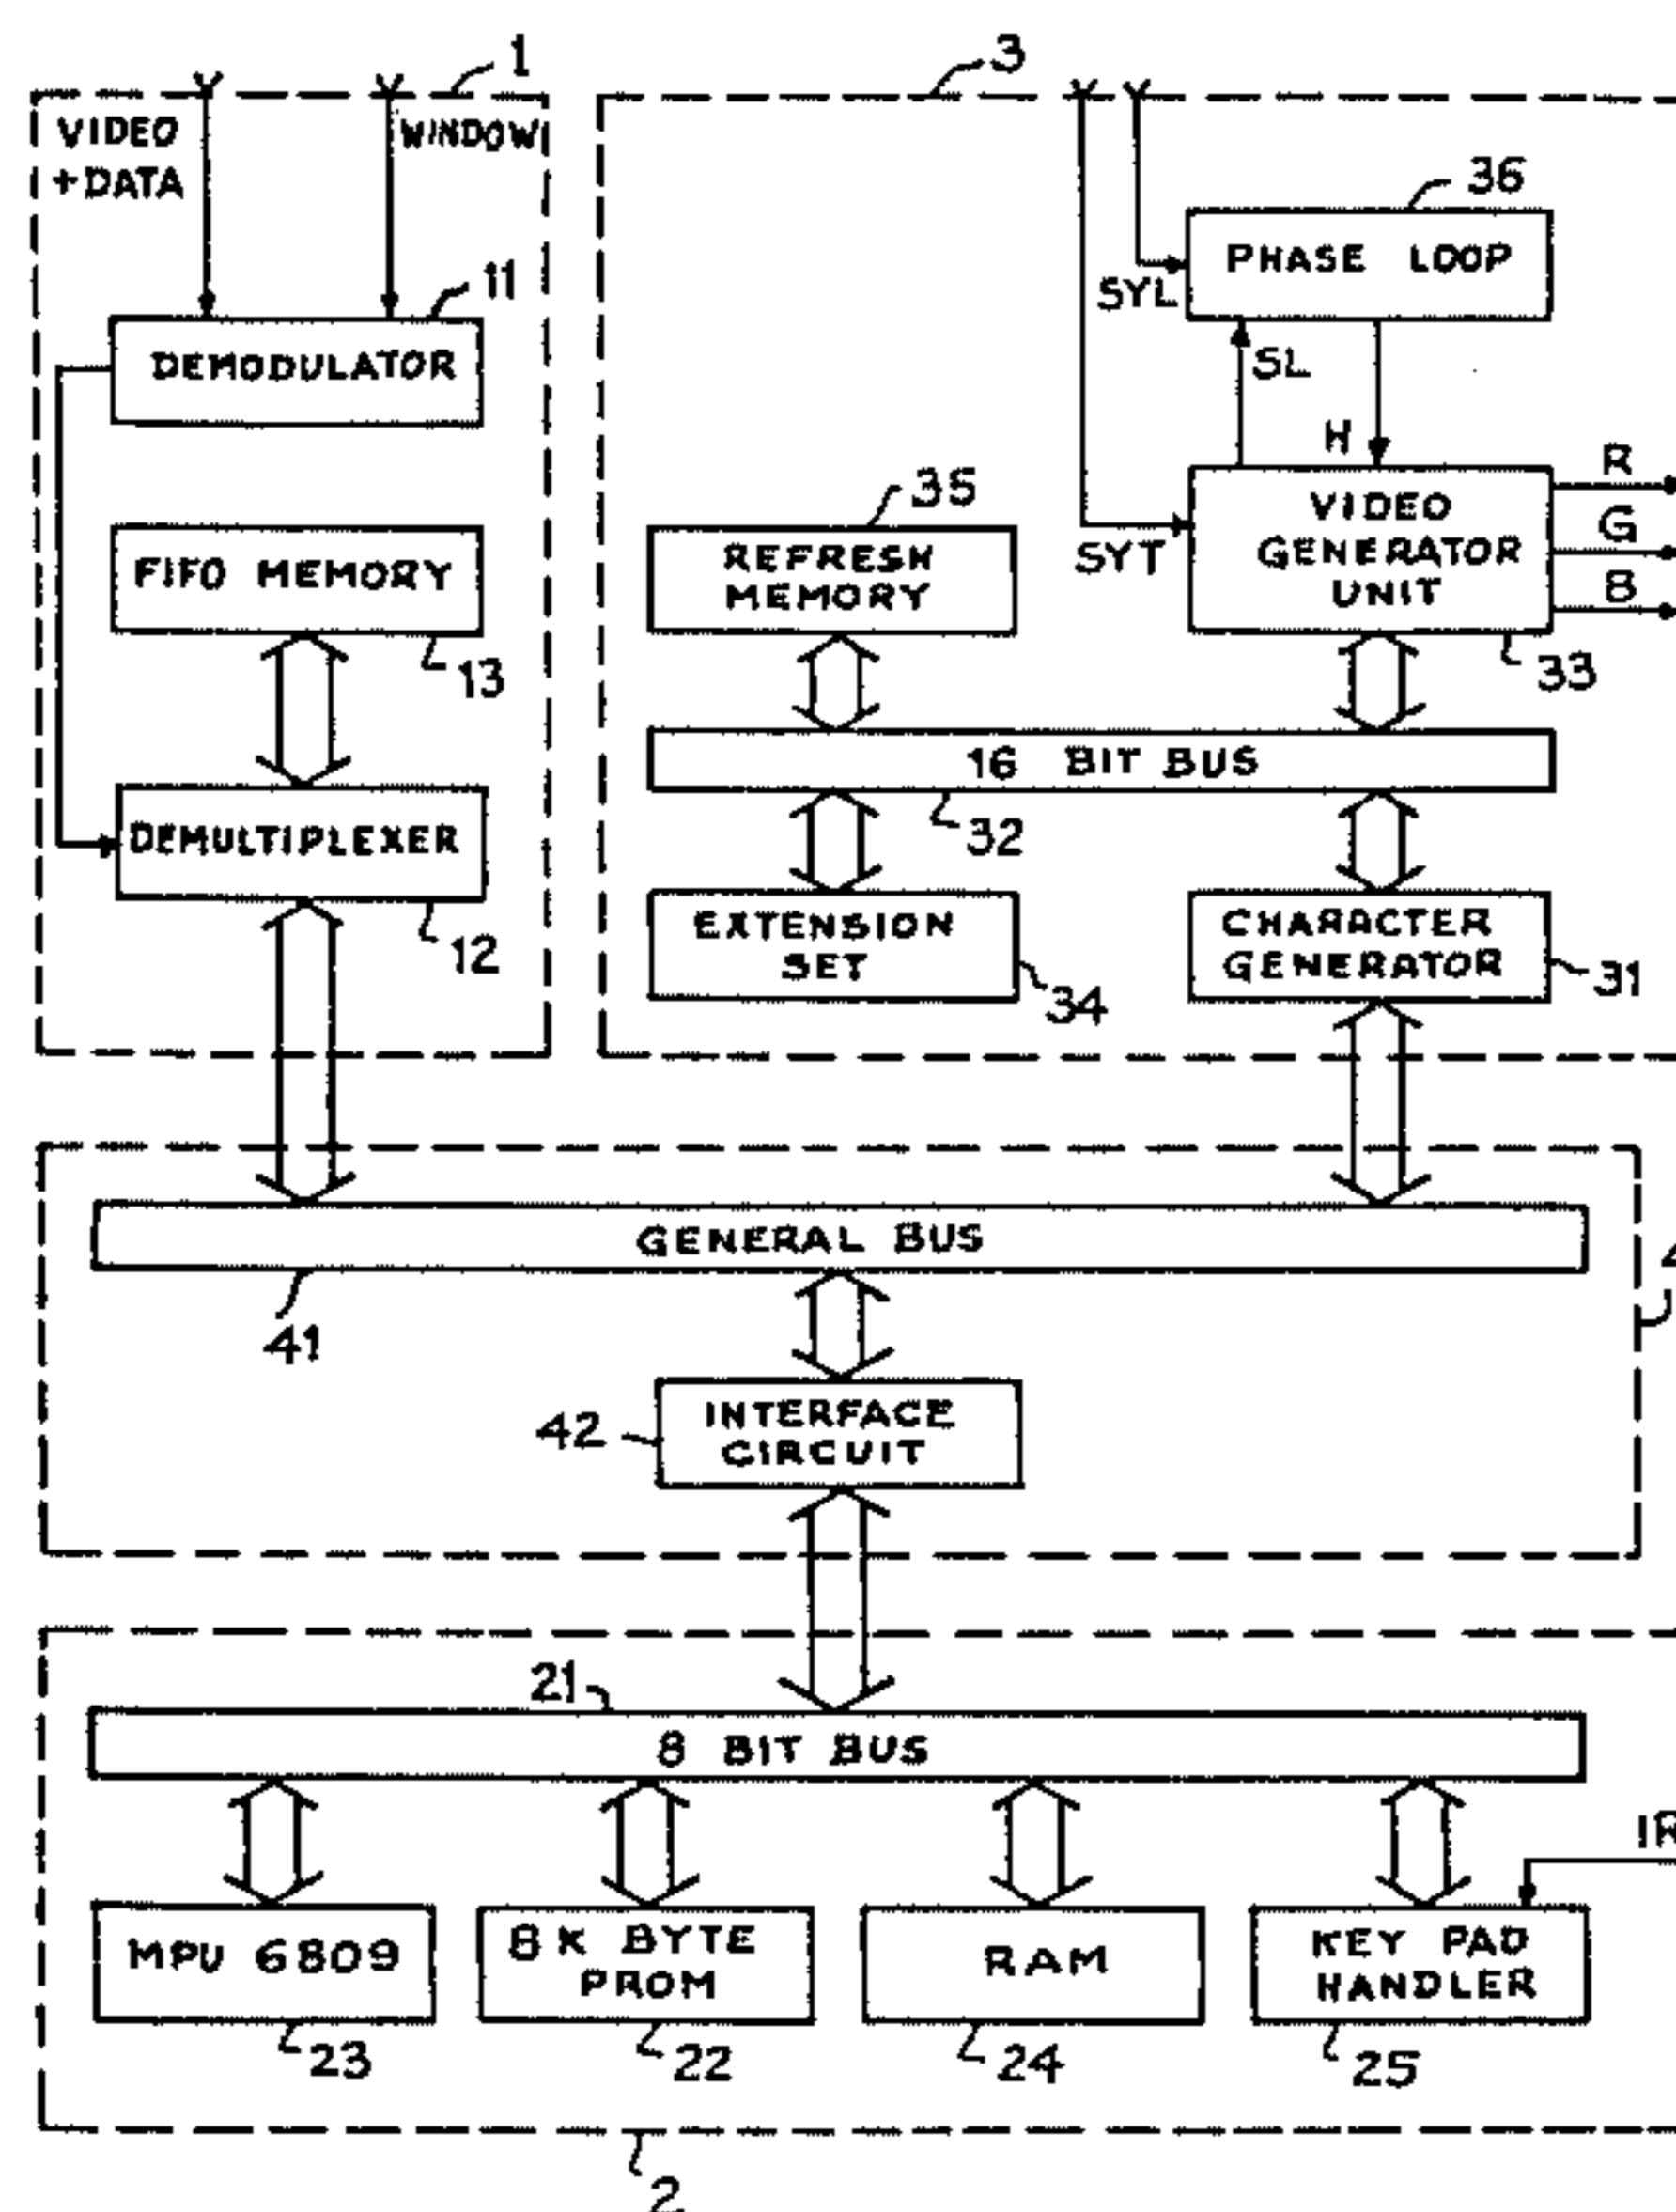 1
VIDEO
+DATA
WINDOW
11
DEMODULATOR
FIFO MEMORY
13
DEMULTIPLEXER
12
3
36
PHASE LOOP
SYL
SL
H
35
REFRESH
MEMORY
SYT
VIDEO
GENERATOR
UNIT
R
G
B
33
16 BIT BUS
32
EXTENSION
SET
34
CHARACTER
GENERATOR
31
GENERAL BUS
41
4
42
INTERFACE
CIRCUIT
21
8 BIT BUS
IR
MPU 6809
23
8K BYTE
PROM
22
RAM
24
KEY PAD
HANDLER
25
2